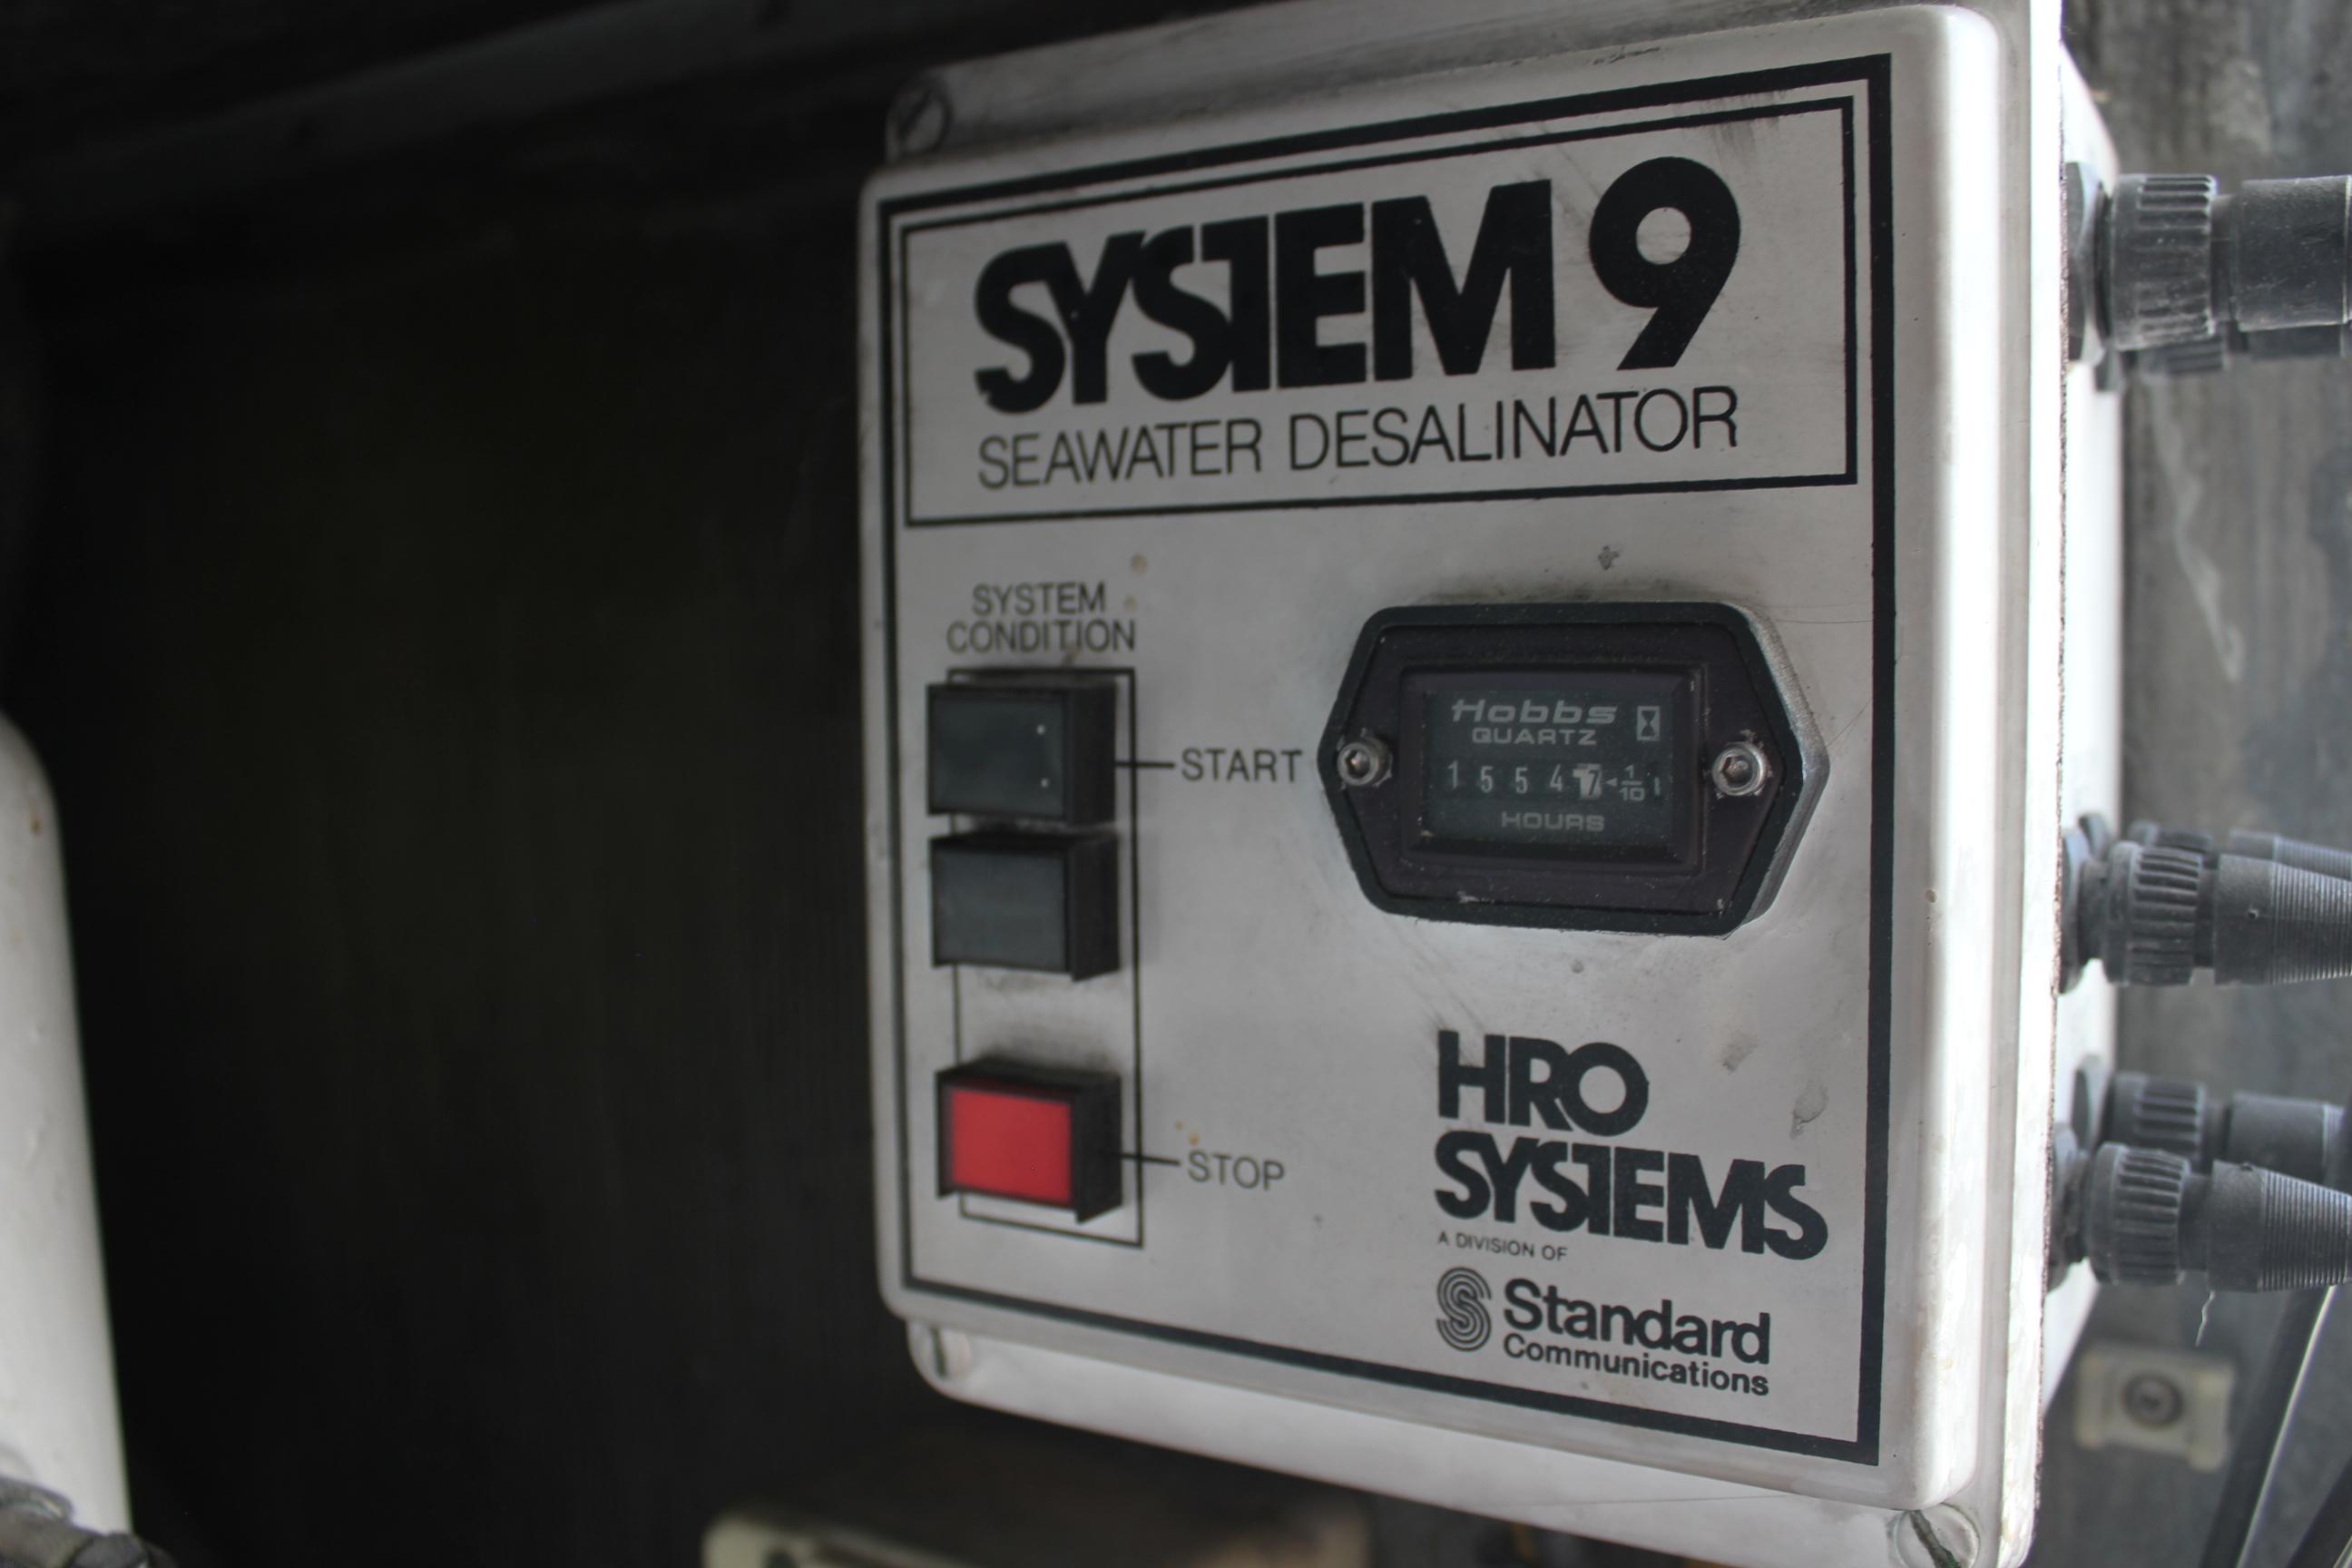 SYSTEM 9
SEAWATER DESALINATOR
SYSTEM
CONDITION
START
Hobbs
QUARTZ
1 5 5 4 7 1/10
HOURS
STOP
HRO
SYSTEMS
A DIVISION OF
Standard
Communications